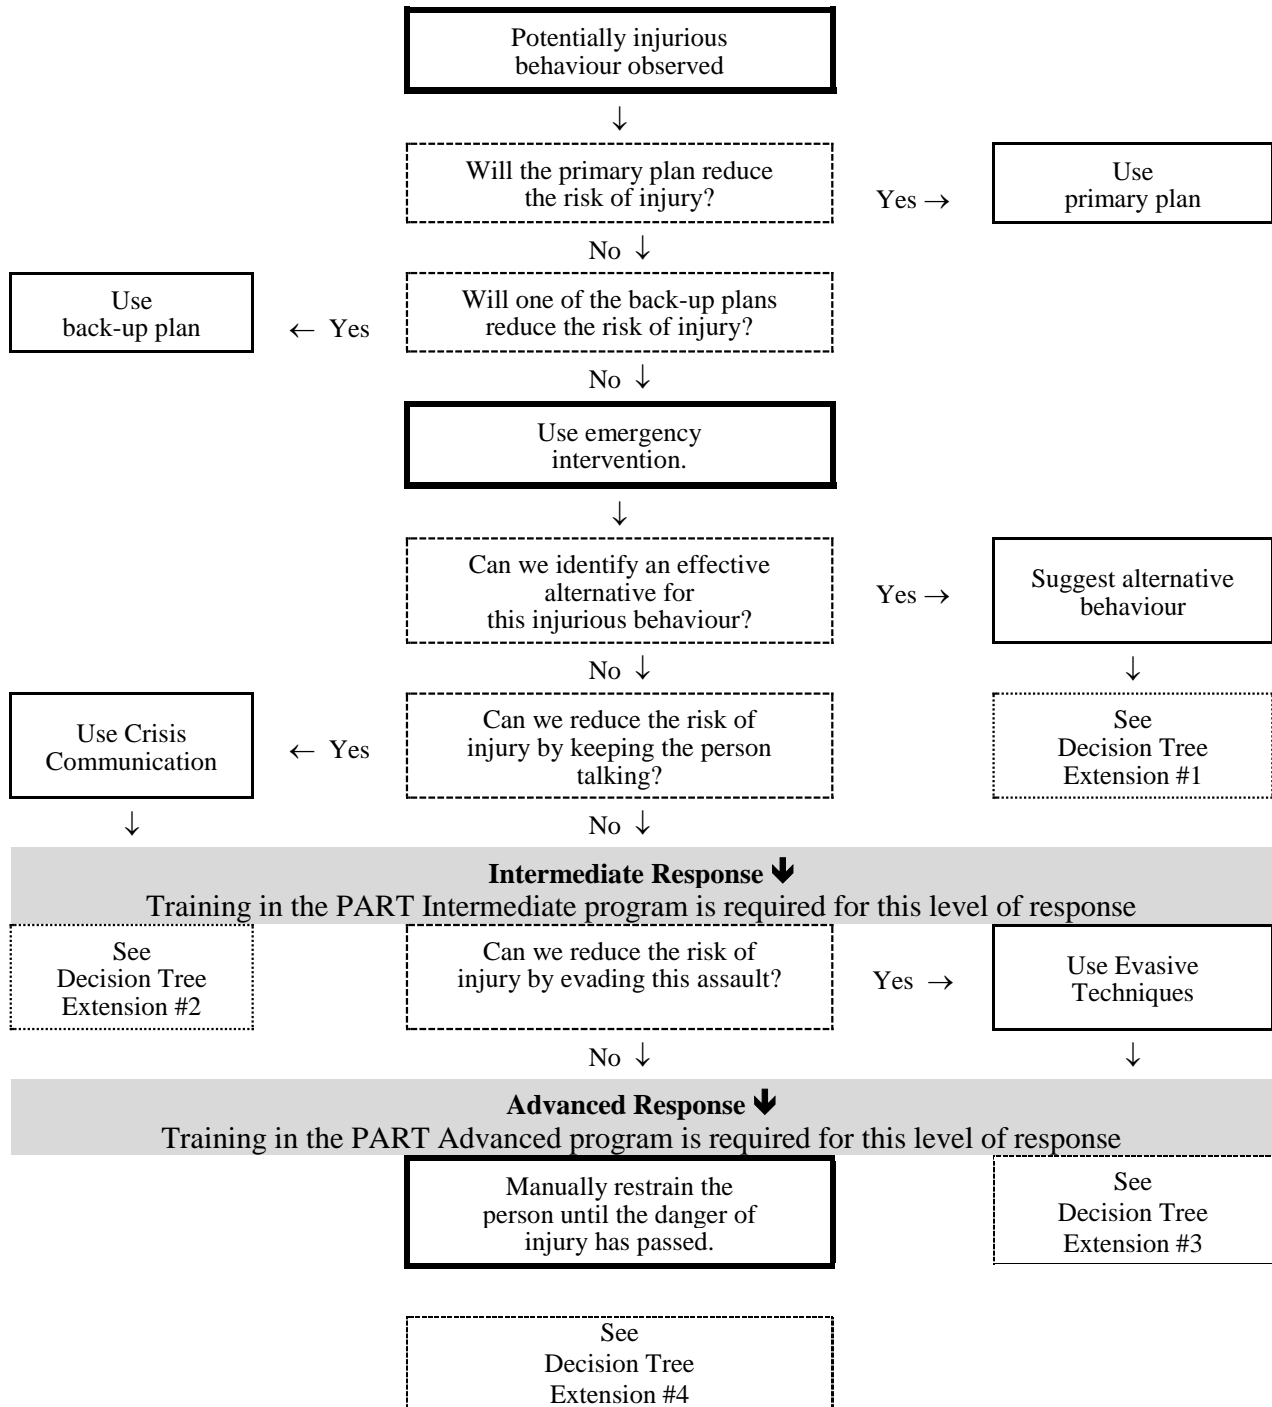 Potentially injurious
behaviour observed
↓
Will the primary plan reduce
the risk of injury?
Yes →
Use
primary plan
No ↓
Use
back-up plan
← Yes
Will one of the back-up plans
reduce the risk of injury?
No ↓
Use emergency
intervention.
↓
Can we identify an effective
alternative for
this injurious behaviour?
Yes →
Suggest alternative
behaviour
No ↓
↓
Use Crisis
Communication
← Yes
Can we reduce the risk of
injury by keeping the person
talking?
See
Decision Tree
Extension #1
↓
No ↓
Intermediate Response 🡻
Training in the PART Intermediate program is required for this level of response
See
Decision Tree
Extension #2
Can we reduce the risk of
injury by evading this assault?
Yes →
Use Evasive
Techniques
No ↓
↓
Advanced Response 🡻
Training in the PART Advanced program is required for this level of response
Manually restrain the
person until the danger of
injury has passed.
See
Decision Tree
Extension #3
See
Decision Tree
Extension #4